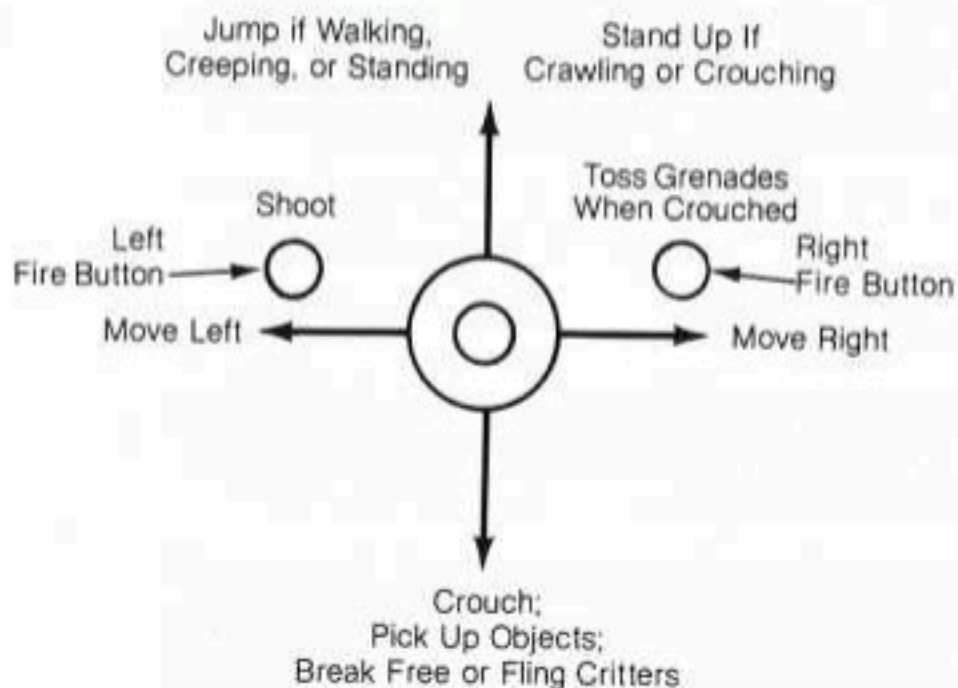 Jump if Walking,
Creeping, or Standing
Stand Up If
Crawling or Crouching
Shoot
Toss Grenades
When Crouched
Left
Fire Button
Right
Fire Button
Move Left
Move Right
Crouch;
Pick Up Objects;
Break Free or Fling Critters